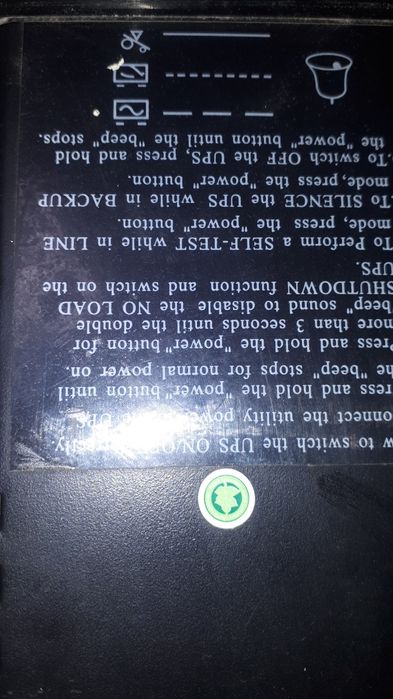 w to switch the UPS ON/OFF
onnect the utility power UPS
ress and hold the "power" button until
he "beep" stops for normal power on.
Press and hold the "power" button for
more than 3 seconds until the double
beep" sound to disable the NO LOAD
SHUTDOWN function and switch on the
UPS.
To Perform a SELF-TEST while in LINE
mode, press the "power" button.
.To SILENCE the UPS while in BACKUP
mode, press the "power" button.
.To switch OFF the UPS, press and hold
the "power" button until the "beep" stops.